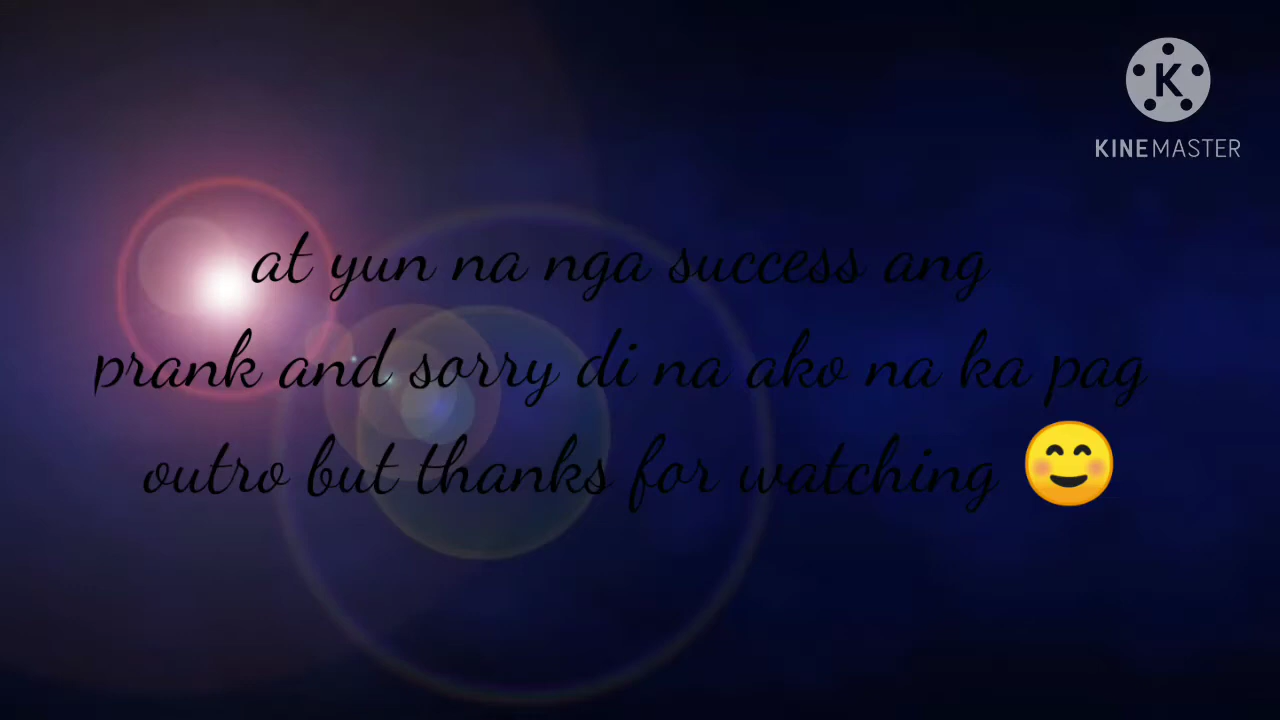 KINEMASTER
at yun na nga success ang
prank and sorry di na ako na ka pag
outro but thanks for watching 😊